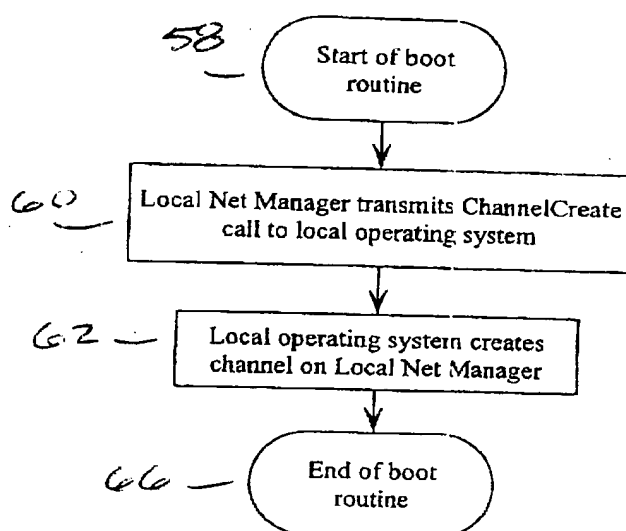 58
Start of boot
routine
60
Local Net Manager transmits ChannelCreate
call to local operating system
62
Local operating system creates
channel on Local Net Manager
66
End of boot
routine